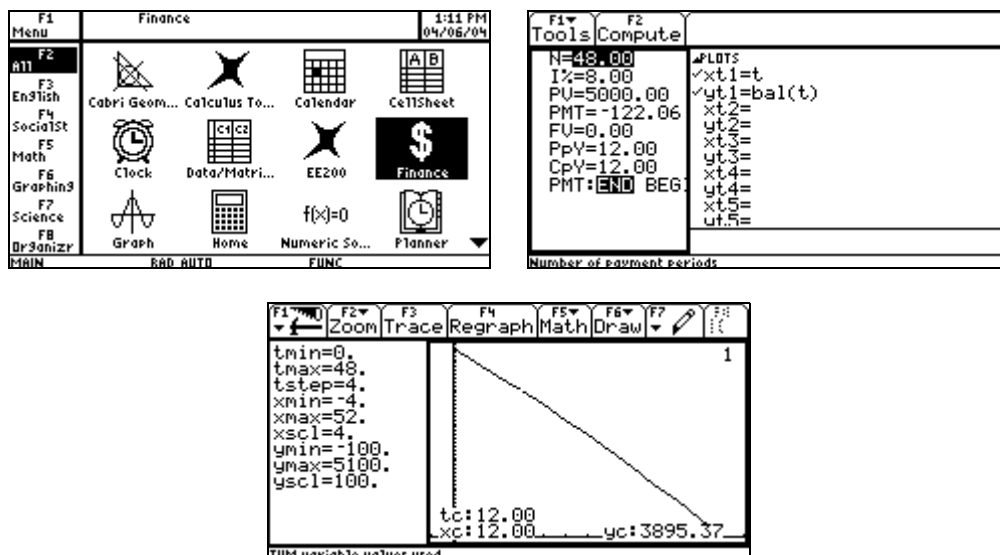 F1 Menu
Finance
1:11 PM
04/06/04
F2 All
F3 English
F4 SocialSt
F5 Math
F6 Graphing
F7 Science
F8 Organizr
Cabri Geom... Calculus To... Calendar CellSheet
Clock Data/Matri... EE200 Finance
f(x)=0
Graph Home Numeric So... Planner
MAIN RAD AUTO FUNC
F1 Tools F2 Compute
N=48.00
I%=8.00
PV=5000.00
PMT=-122.06
FV=0.00
PpY=12.00
CpY=12.00
PMT:END BEGI
PLOTS
✓xt1=t
✓yt1=bal(t)
xt2=
yt2=
xt3=
yt3=
xt4=
yt4=
xt5=
yt5=
Number of payment periods
F1 F2 Zoom F3 Trace F4 Regraph F5 Math F6 Draw F7
tmin=0.
tmax=48.
tstep=4.
xmin=-4.
xmax=52.
xscl=4.
ymin=-100.
ymax=5100.
yscl=100.
1
tc:12.00
xc:12.00 yc:3895.37
TVM variable values used